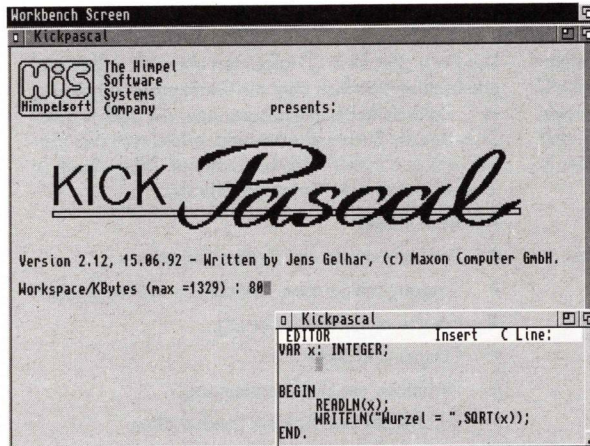 Workbench Screen
Kickpascal
HiS
Himpelsoft
The Himpel
Software
Systems
Company
presents:
KICK Pascal
Version 2.12, 15.06.92 - Written by Jens Gelhar, (c) Maxon Computer GmbH.
Workspace/KBytes (max =1329) : 80
Kickpascal
EDITOR Insert C Line:
VAR x: INTEGER;
BEGIN
READLN(x);
WRITELN("Wurzel = ",SQRT(x));
END.